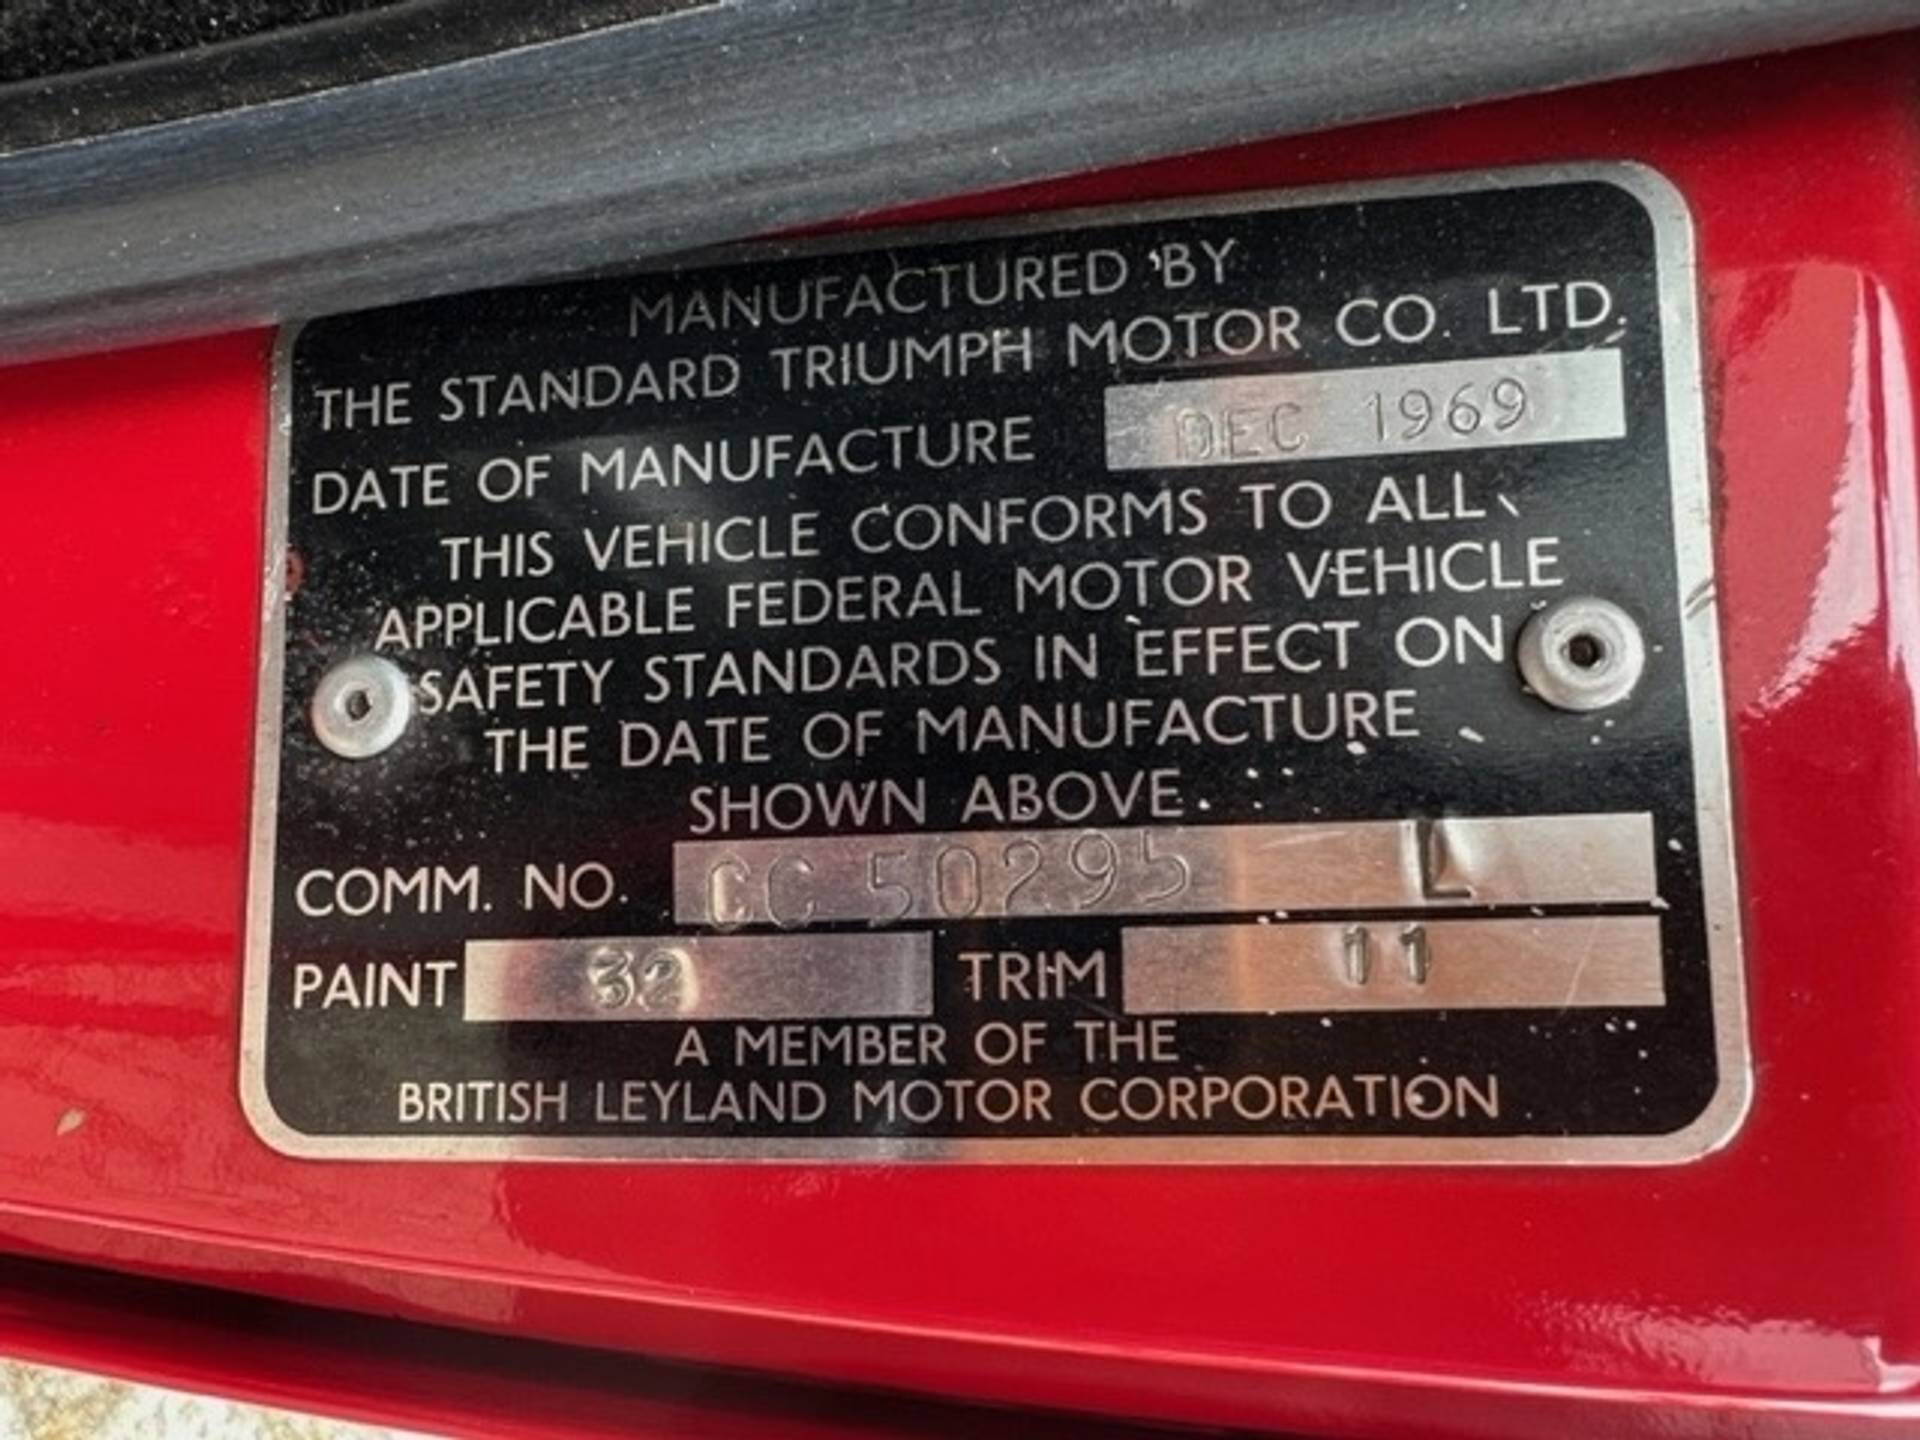 MANUFACTURED BY
THE STANDARD TRIUMPH MOTOR CO. LTD.
DATE OF MANUFACTURE DEC 1969
THIS VEHICLE CONFORMS TO ALL
APPLICABLE FEDERAL MOTOR VEHICLE
SAFETY STANDARDS IN EFFECT ON
THE DATE OF MANUFACTURE
SHOWN ABOVE.
COMM. NO. CC 50295 L
PAINT 32 TRIM 11
A MEMBER OF THE
BRITISH LEYLAND MOTOR CORPORATION